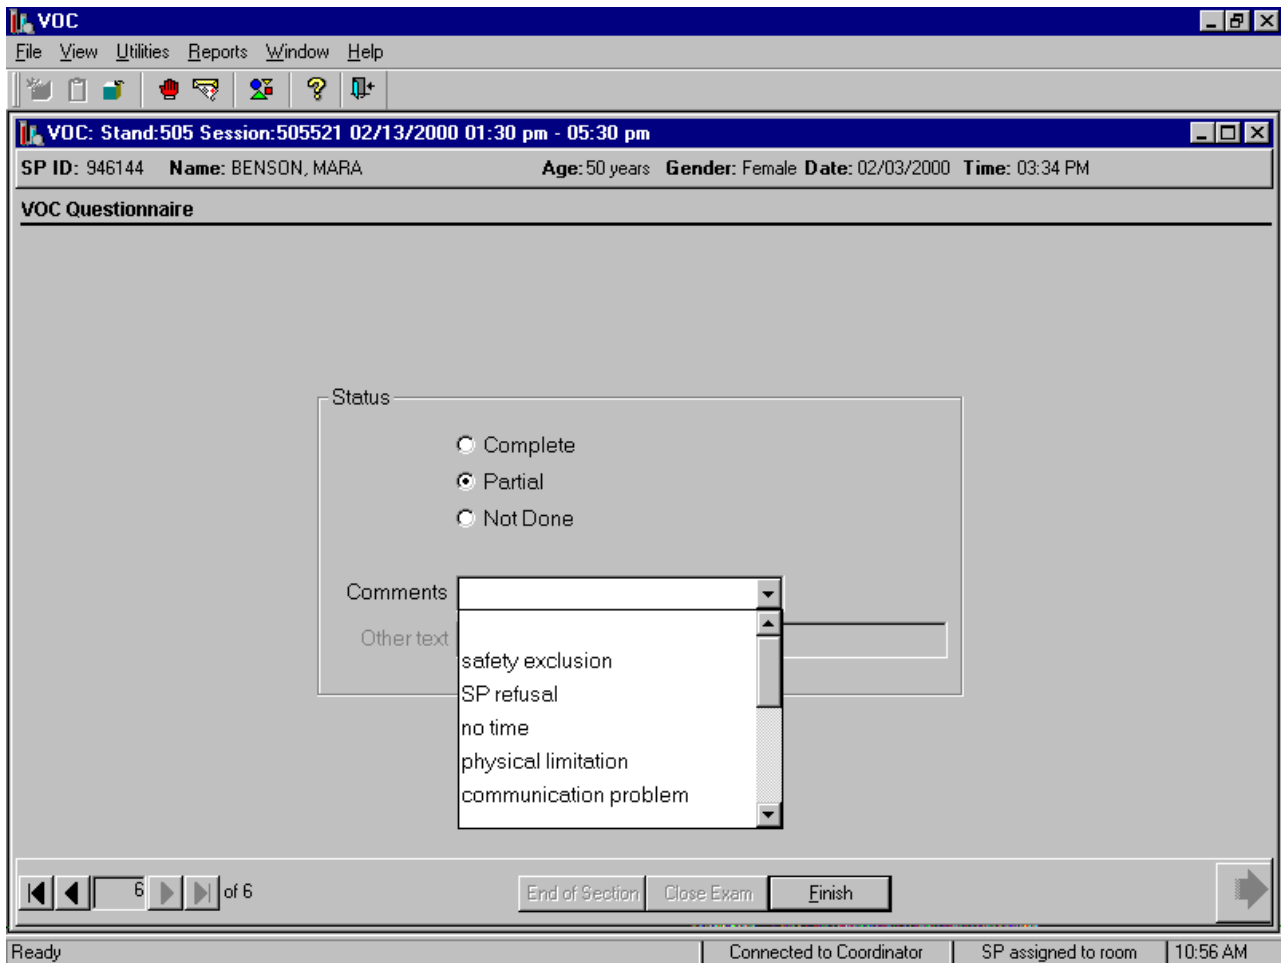 VOC
File View Utilities Reports Window Help
VOC: Stand:505 Session:505521 02/13/2000 01:30 pm - 05:30 pm
SP ID: 946144 Name: BENSON, MARA Age: 50 years Gender: Female Date: 02/03/2000 Time: 03:34 PM
VOC Questionnaire
Status
Complete
Partial
Not Done
Comments
Other text
safety exclusion
SP refusal
no time
physical limitation
communication problem
6 of 6 End of Section Close Exam Finish
Ready Connected to Coordinator SP assigned to room 10:56 AM